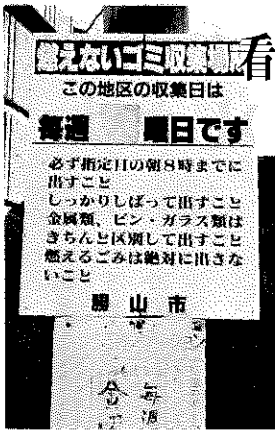 看
燃えないゴミ収集場所
この地区の収集日は
毎週　曜日です
必ず指定日の朝8時までに
出すこと
しっかりしばって出すこと
金属類、ビン・ガラス類は
きちんと区別して出すこと
燃えるごみは絶対に出さな
いこと
勝山市
毎週